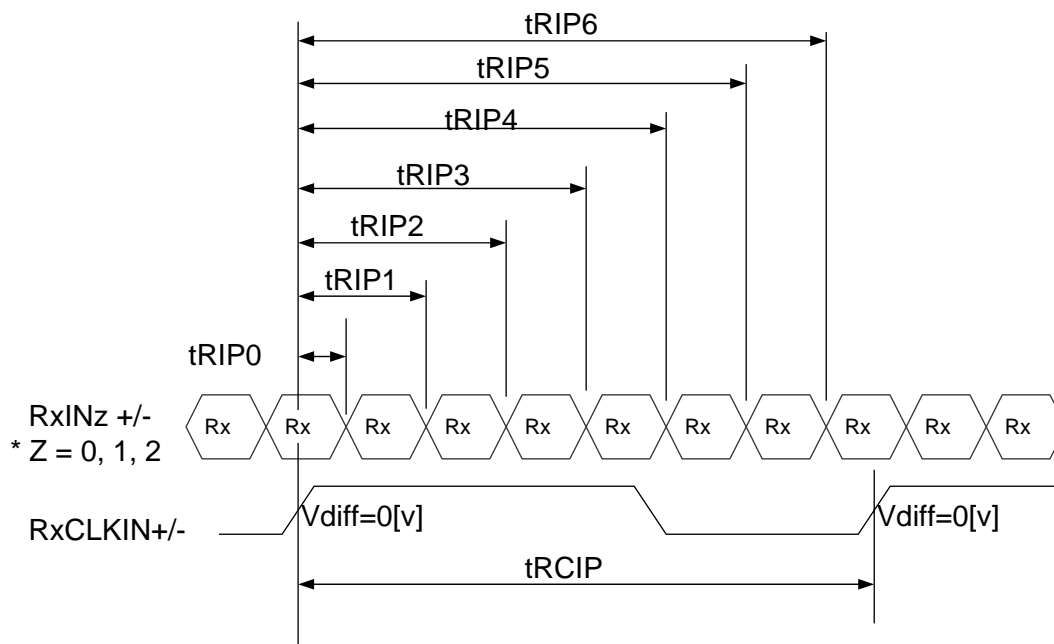 tRIP6
tRIP5
tRIP4
tRIP3
tRIP2
tRIP1
tRIP0
RxINz +/-
* Z = 0, 1, 2
Rx Rx Rx Rx Rx Rx Rx Rx Rx Rx Rx
RxCLKIN+/-
Vdiff=0[v] Vdiff=0[v]
tRCIP